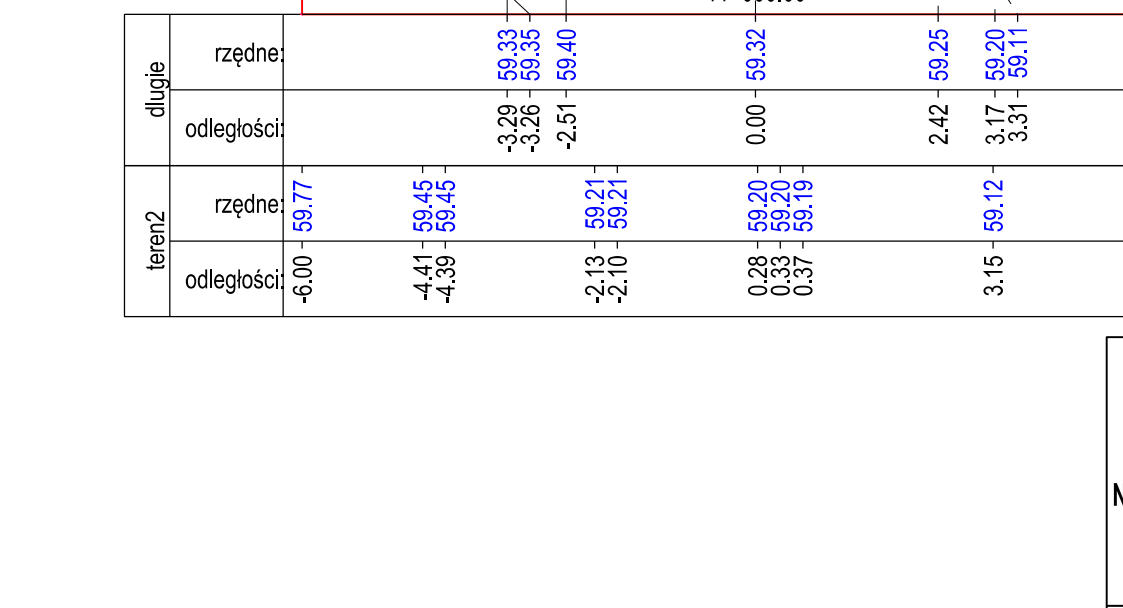 dlugie
rzędne: 59.33 59.35 59.40 59.32 59.25 59.20 59.11
odległości: -3.29 -3.26 -2.51 0.00 2.42 3.17 3.31
teren2
rzędne: 59.77 59.45 59.45 59.21 59.21 59.20 59.20 59.19 59.12
odległości: -6.00 -4.41 -4.39 -2.13 -2.10 0.28 0.33 0.37 3.15